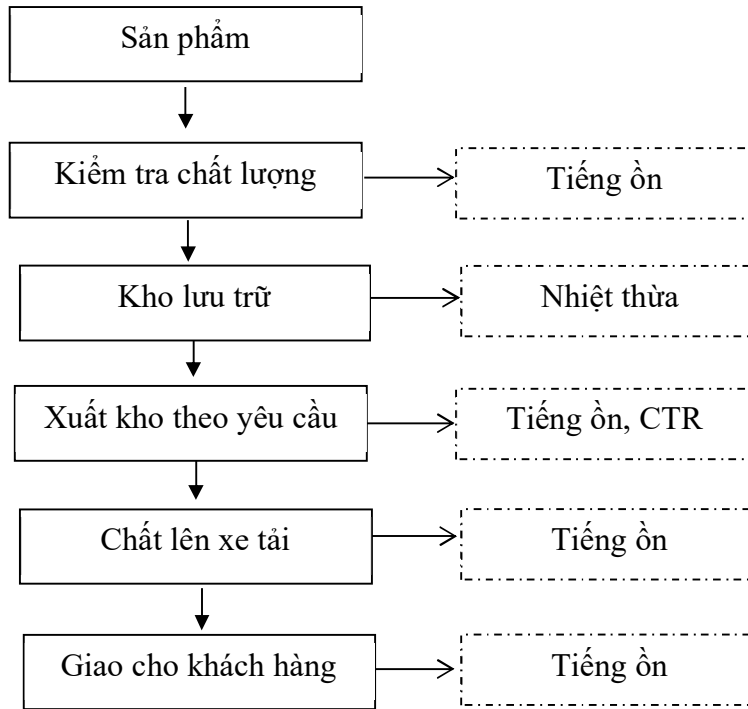 Sản phẩm
Kiểm tra chất lượng
Tiếng ồn
Kho lưu trữ
Nhiệt thừa
Xuất kho theo yêu cầu
Tiếng ồn, CTR
Chất lên xe tải
Tiếng ồn
Giao cho khách hàng
Tiếng ồn